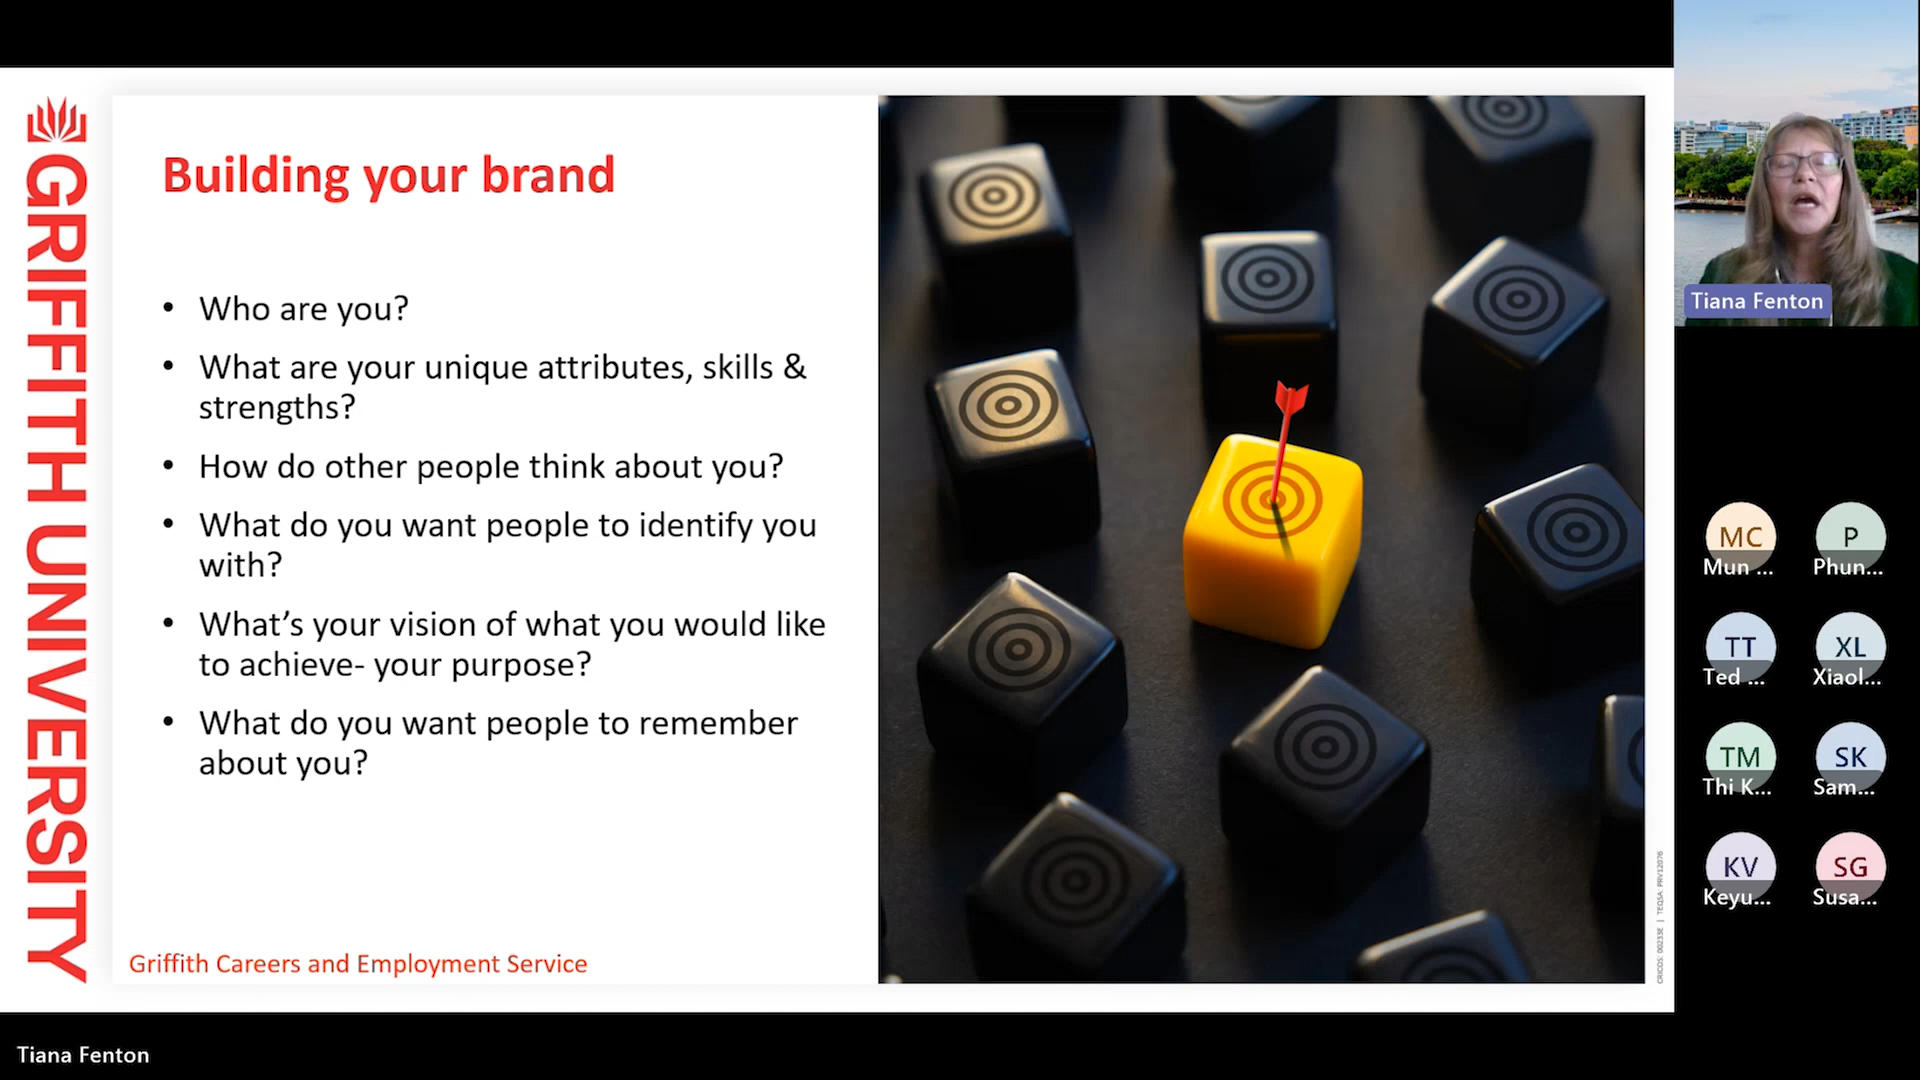 GRIFFITH UNIVERSITY
Building your brand
• Who are you?
• What are your unique attributes, skills &
strengths?
• How do other people think about you?
• What do you want people to identify you
with?
• What’s your vision of what you would like
to achieve- your purpose?
• What do you want people to remember
about you?
Griffith Careers and Employment Service
CRICOS: 00233E | TEQSA: PRV12076
Tiana Fenton
MC
Mun ...
P
Phun...
TT
Ted ...
XL
Xiaol...
TM
Thi K...
SK
Sam...
KV
Keyu...
SG
Susa...
Tiana Fenton